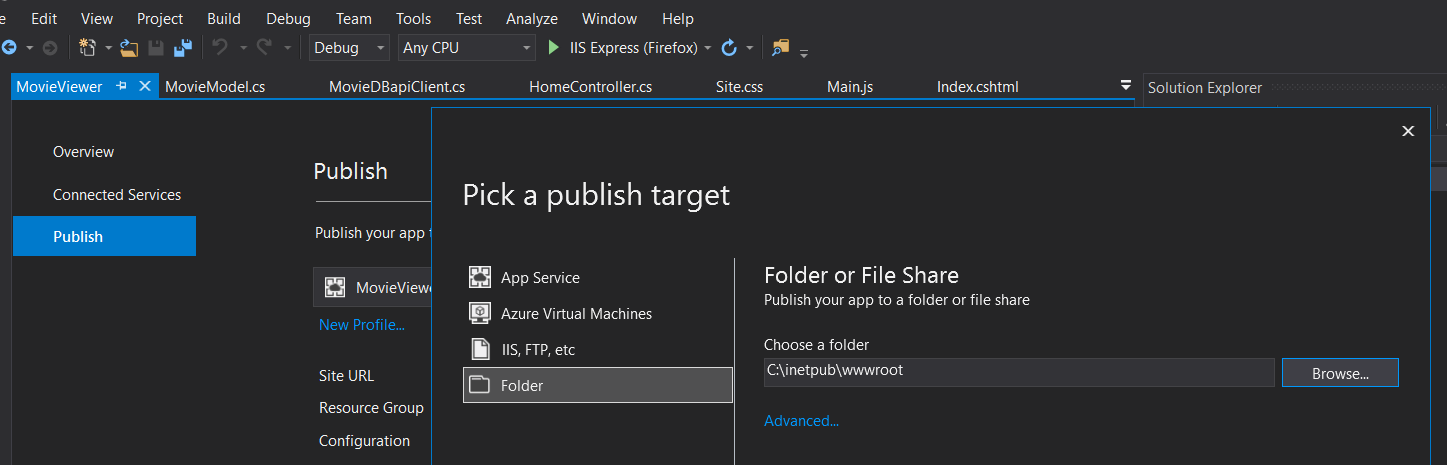 Edit View Project Build Debug Team Tools Test Analyze Window Help
Debug Any CPU IIS Express (Firefox)
MovieViewer MovieModel.cs MovieDBapiClient.cs HomeController.cs Site.css Main.js Index.cshtml Solution Explorer
Overview
Connected Services
Publish
Publish
Publish your app
MovieViewe
New Profile...
Site URL
Resource Group
Configuration
Pick a publish target
App Service
Azure Virtual Machines
IIS, FTP, etc
Folder
Folder or File Share
Publish your app to a folder or file share
Choose a folder
C:\inetpub\wwwroot
Browse...
Advanced...